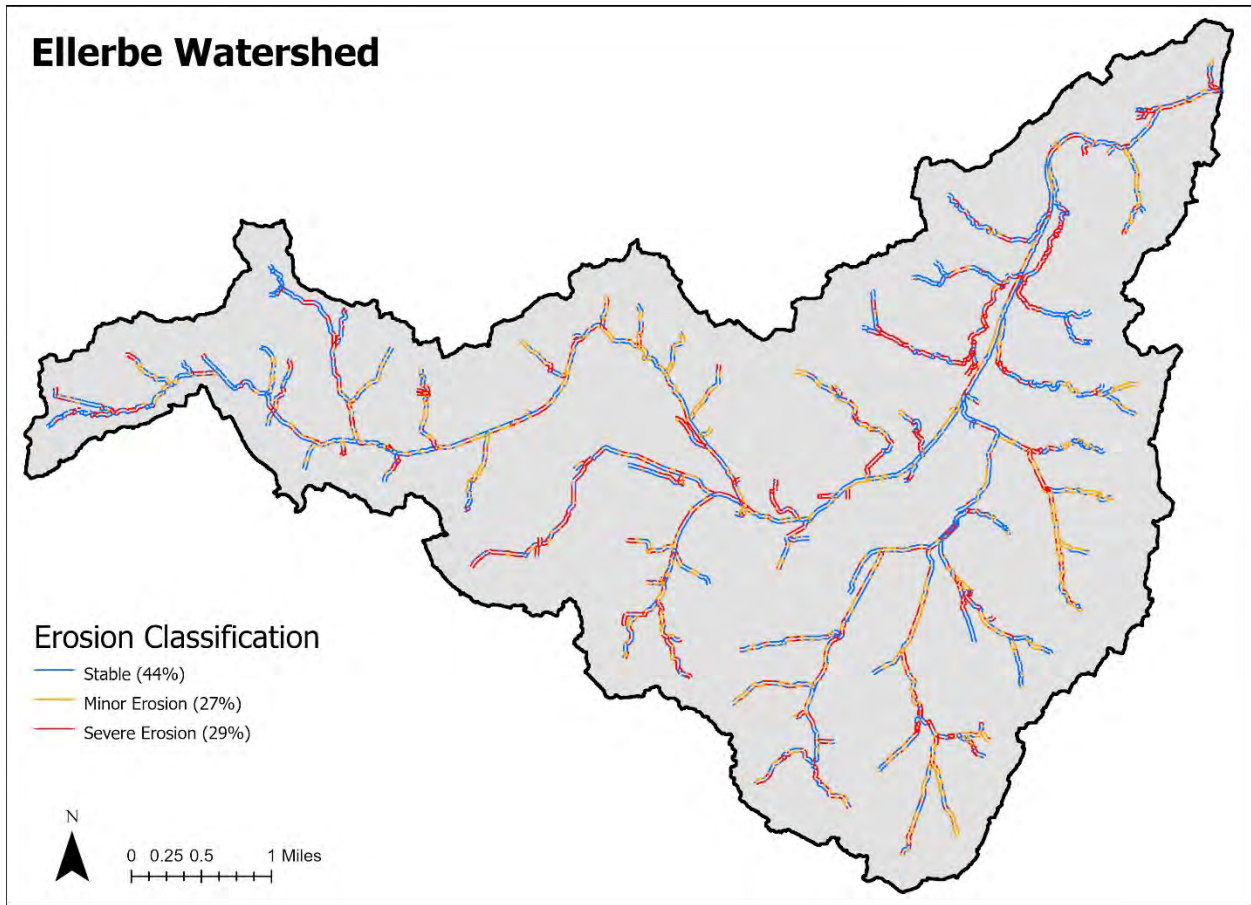 Ellerbe Watershed
Erosion Classification
Stable (44%)
Minor Erosion (27%)
Severe Erosion (29%)
N
0 0.25 0.5 1 Miles